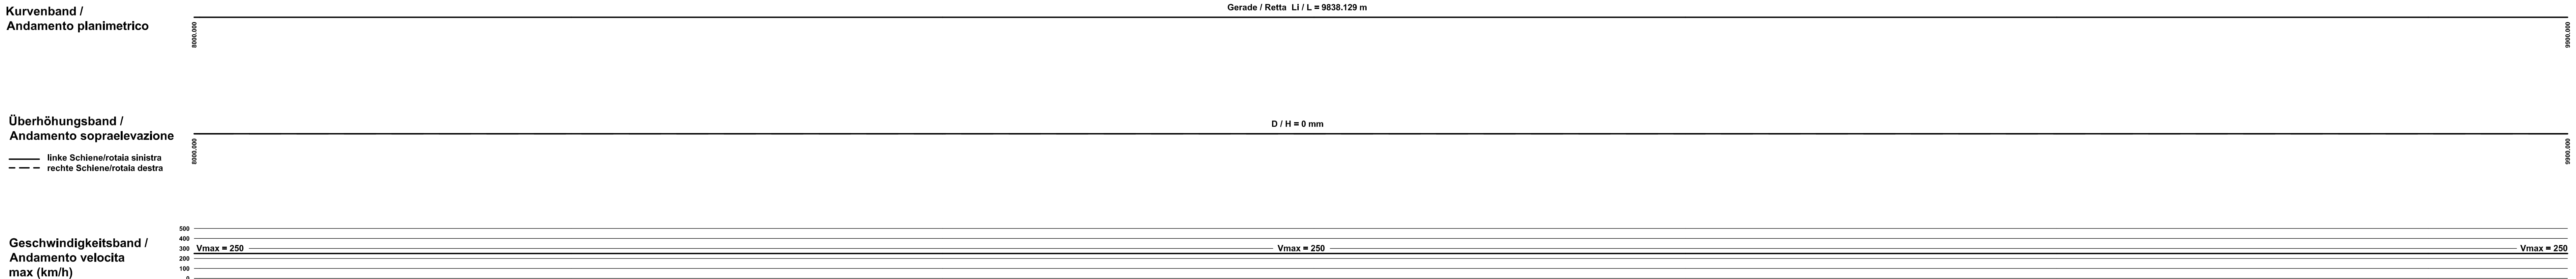 Kurvenband /
Andamento planimetrico
Gerade / Retta  Li / L = 9838.129 m
8000.000
9900.000
Überhöhungsband /
Andamento sopraelevazione
D / H = 0 mm
8000.000
9900.000
linke Schiene/rotaia sinistra
rechte Schiene/rotaia destra
Geschwindigkeitsband /
Andamento velocita
max (km/h)
500
400
300
200
100
0
Vmax = 250
Vmax = 250
Vmax = 250